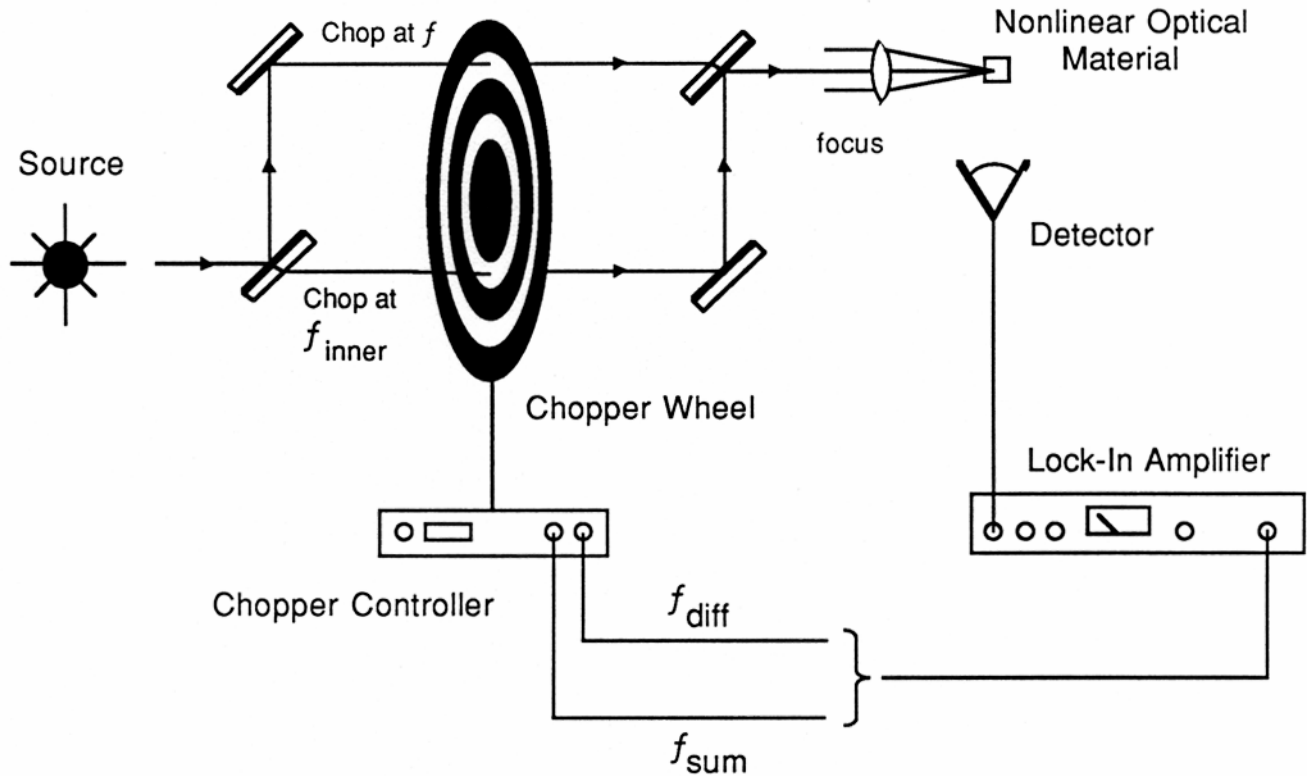 Chop at f
Nonlinear Optical
Material
focus
Source
Detector
Chop at
f inner
Chopper Wheel
Lock-In Amplifier
Chopper Controller
f diff
f sum